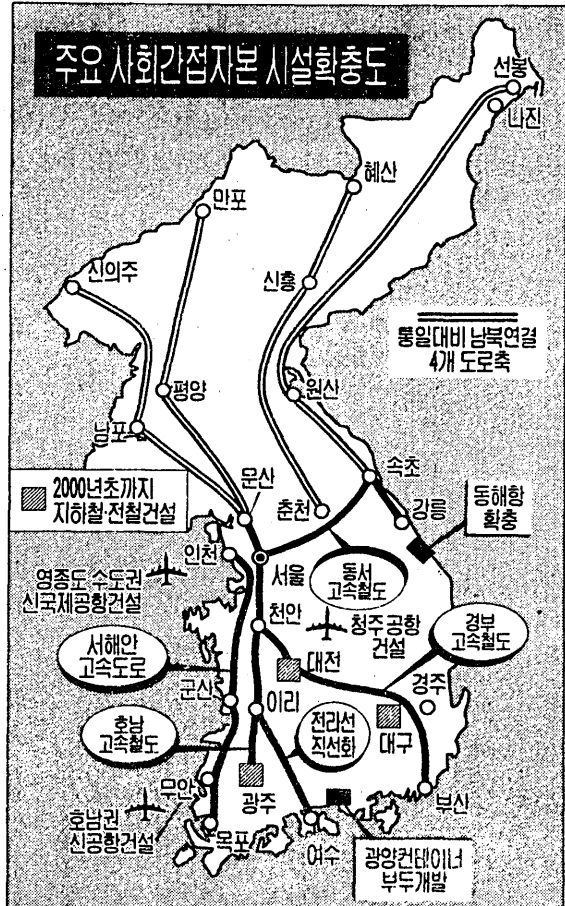 주요 사회간접자본 시설확충도
선봉
나진
혜산
만포
신흥
신의주
통일대비 남북연결
4개 도로축
원산
평양
남포
속초
2000년초까지
지하철·전철건설
문산
춘천
강릉
동해항
확충
인천
서울
동서
고속철도
영종도 수도권
신국제공항건설
천안
청주 공항
건설
경부
고속철도
서해안
고속도로
대전
경주
군산
이리
전라선
직선화
대구
호남
고속철도
무안
광주
부산
호남권
신공항건설
목포
여수
광양컨테이너
부두개발